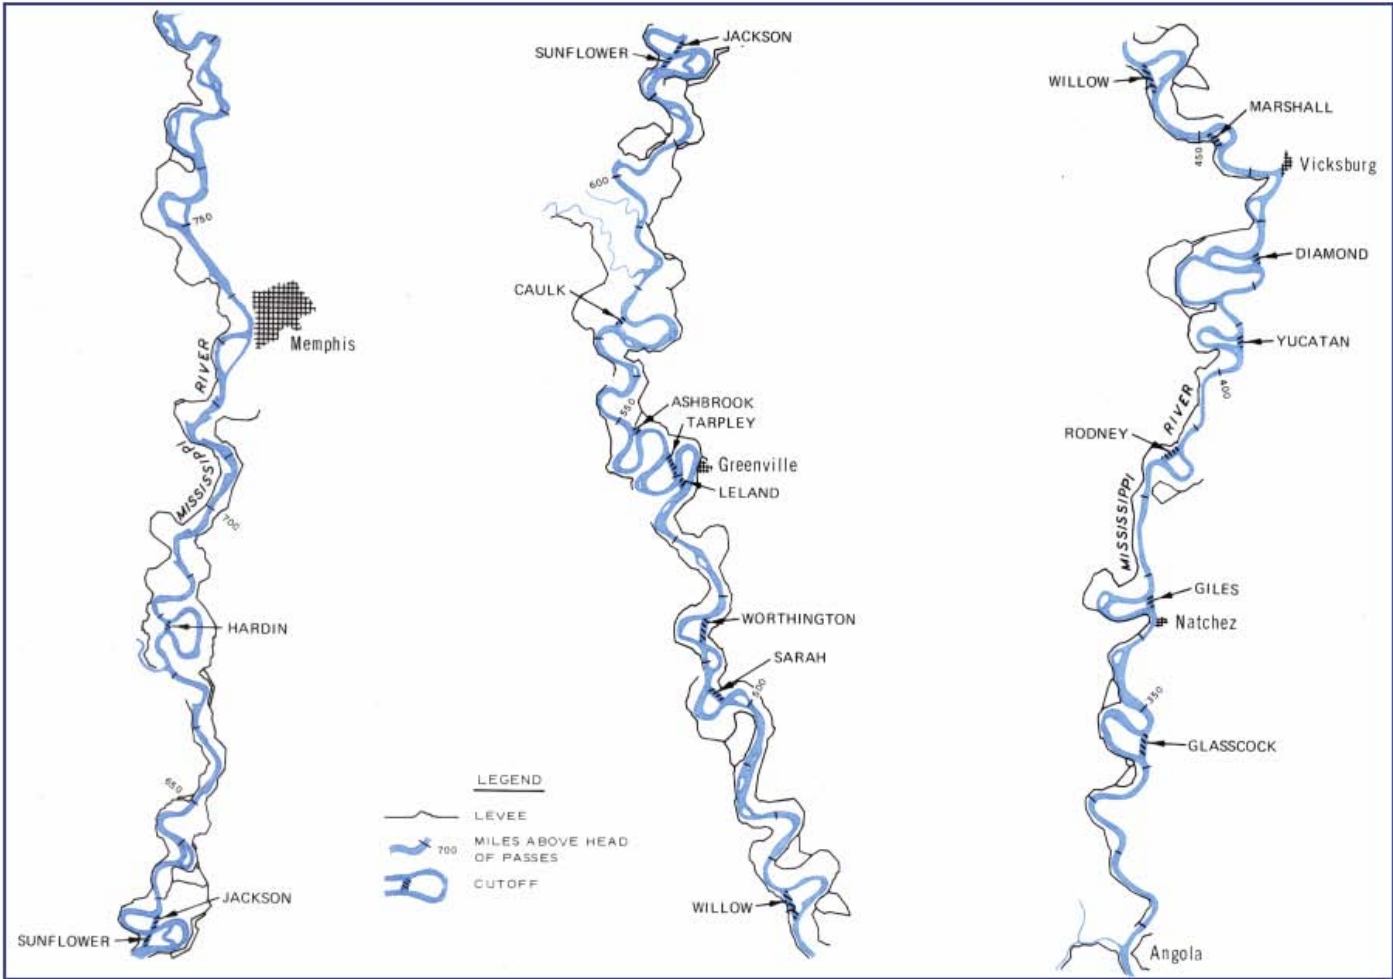 750
Memphis
RIVER
MISSISSIPPI
700
HARDIN
650
JACKSON
SUNFLOWER
JACKSON
SUNFLOWER
600
CAULK
550
ASHBROOK
TARPLEY
Greenville
LELAND
WORTHINGTON
SARAH
500
WILLOW
LEGEND
LEVEE
700
MILES ABOVE HEAD
OF PASSES
CUTOFF
WILLOW
MARSHALL
450
Vicksburg
DIAMOND
YUCATAN
400
RIVER
RODNEY
MISSISSIPPI
GILES
Natchez
350
GLASSCOCK
Angola